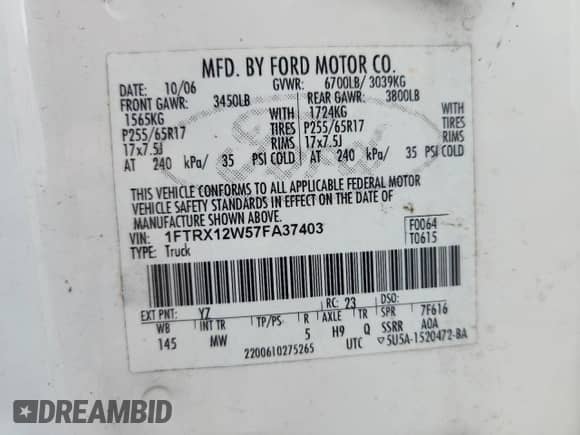 MFD. BY FORD MOTOR CO.
DATE: 10/06 GVWR: 6700LB/ 3039KG
FRONT GAWR: 3450LB REAR GAWR: 3800LB
1565KG WITH 1724KG WITH
P255/65R17 TIRES P255/65R17 TIRES
17x7.5J RIMS 17x7.5J RIMS
AT 240 kPa/ 35 PSI COLD AT 240 kPa/ 35 PSI COLD
THIS VEHICLE CONFORMS TO ALL APPLICABLE FEDERAL MOTOR
VEHICLE SAFETY STANDARDS IN EFFECT ON THE DATE OF
MANUFACTURE SHOWN ABOVE.
VIN: 1FTRX12W57FA37403 F0064
TYPE: Truck T0615
EXT PNT: YZ RC: 23 DSO:
WB INT TR TP/PS R AXLE TR SPR 7F616
145 MW 5 H9 Q SSRR A0A
2200610275265 UTC ▽5U5A-1520472-BA
DREAMBID